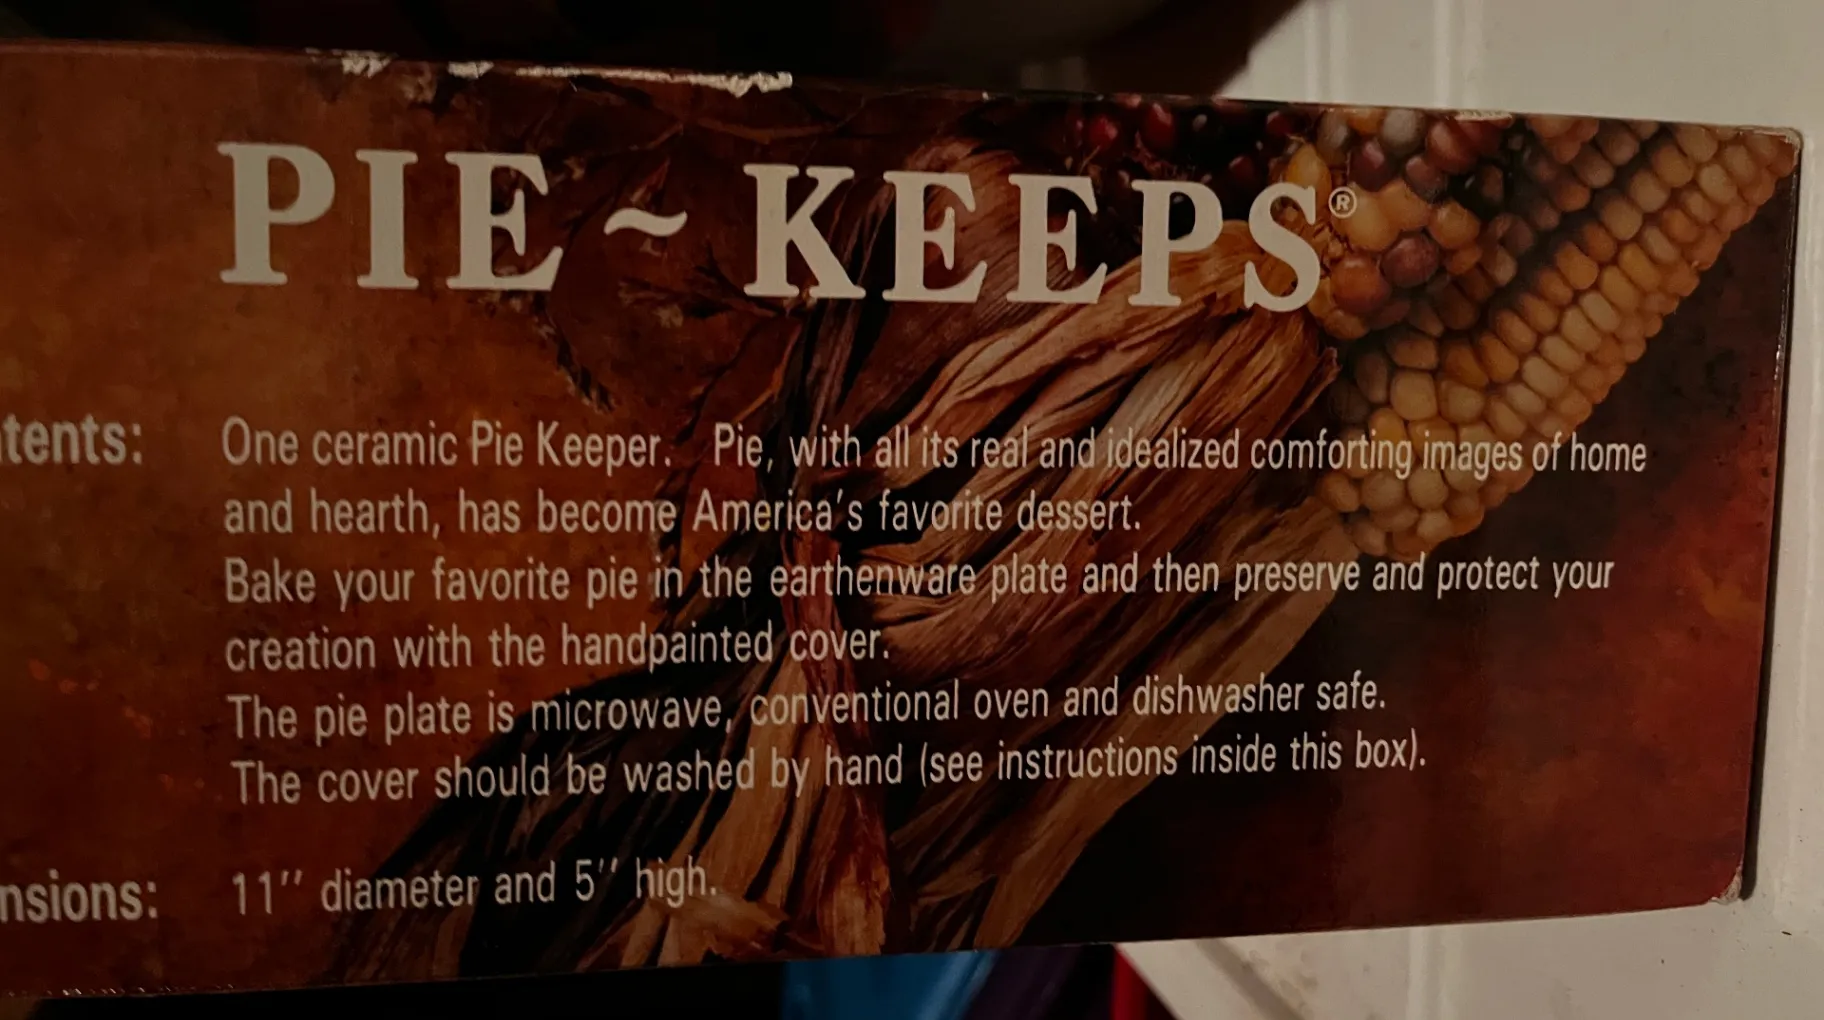 PIE ~ KEEPS®
tents: One ceramic Pie Keeper. Pie, with all its real and idealized comforting images of home
and hearth, has become America's favorite dessert.
Bake your favorite pie in the earthenware plate and then preserve and protect your
creation with the handpainted cover.
The pie plate is microwave, conventional oven and dishwasher safe.
The cover should be washed by hand (see instructions inside this box).
nsions: 11″ diameter and 5″ high.